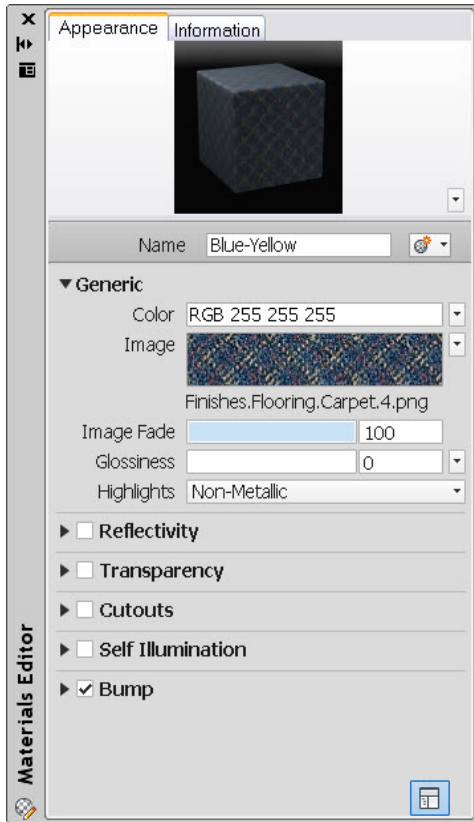 Appearance
Information
Name Blue-Yellow
Generic
Color RGB 255 255 255
Image
Finishes.Flooring.Carpet.4.png
Image Fade 100
Glossiness 0
Highlights Non-Metallic
Reflectivity
Transparency
Cutouts
Self Illumination
Bump
Materials Editor